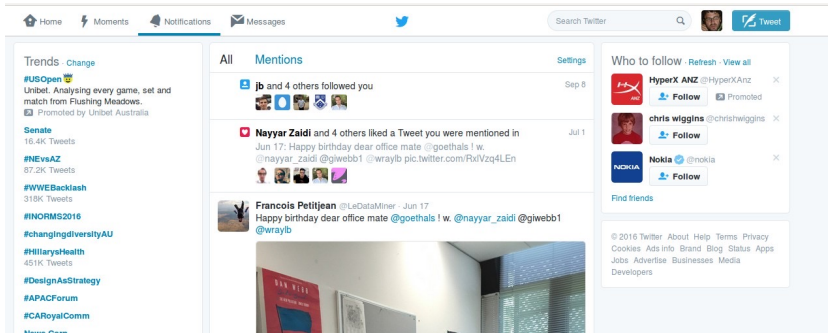 Home
Moments
Notifications
Messages
Search Twitter
Tweet
Trends · Change
#USOpen
Unibet. Analysing every game, set and
match from Flushing Meadows.
Promoted by Unibet Australia
Senate
16.4K Tweets
#NEvsAZ
87.2K Tweets
#WWEBacklash
318K Tweets
#INORMS2016
#changingdiversityAU
#HillarysHealth
451K Tweets
#DesignAsStrategy
#APACForum
#CARoyalComm
News Corp
All Mentions Settings
jb and 4 others followed you Sep 8
Nayyar Zaidi and 4 others liked a Tweet you were mentioned in Jul 1
Jun 17: Happy birthday dear office mate @goethals ! w.
@nayyar_zaidi @giwebb1 @wraylb pic.twitter.com/RxlVzq4LEn
Francois Petitjean @LeDataMiner · Jun 17
Happy birthday dear office mate @goethals ! w. @nayyar_zaidi @giwebb1
@wraylb
Who to follow · Refresh · View all
HyperX ANZ @HyperXAnz
Follow Promoted
chris wiggins @chrishwiggins
Follow
NOKIA
Nokia @nokia
Follow
Find friends
© 2016 Twitter About Help Terms Privacy
Cookies Ads info Brand Blog Status Apps
Jobs Advertise Businesses Media
Developers